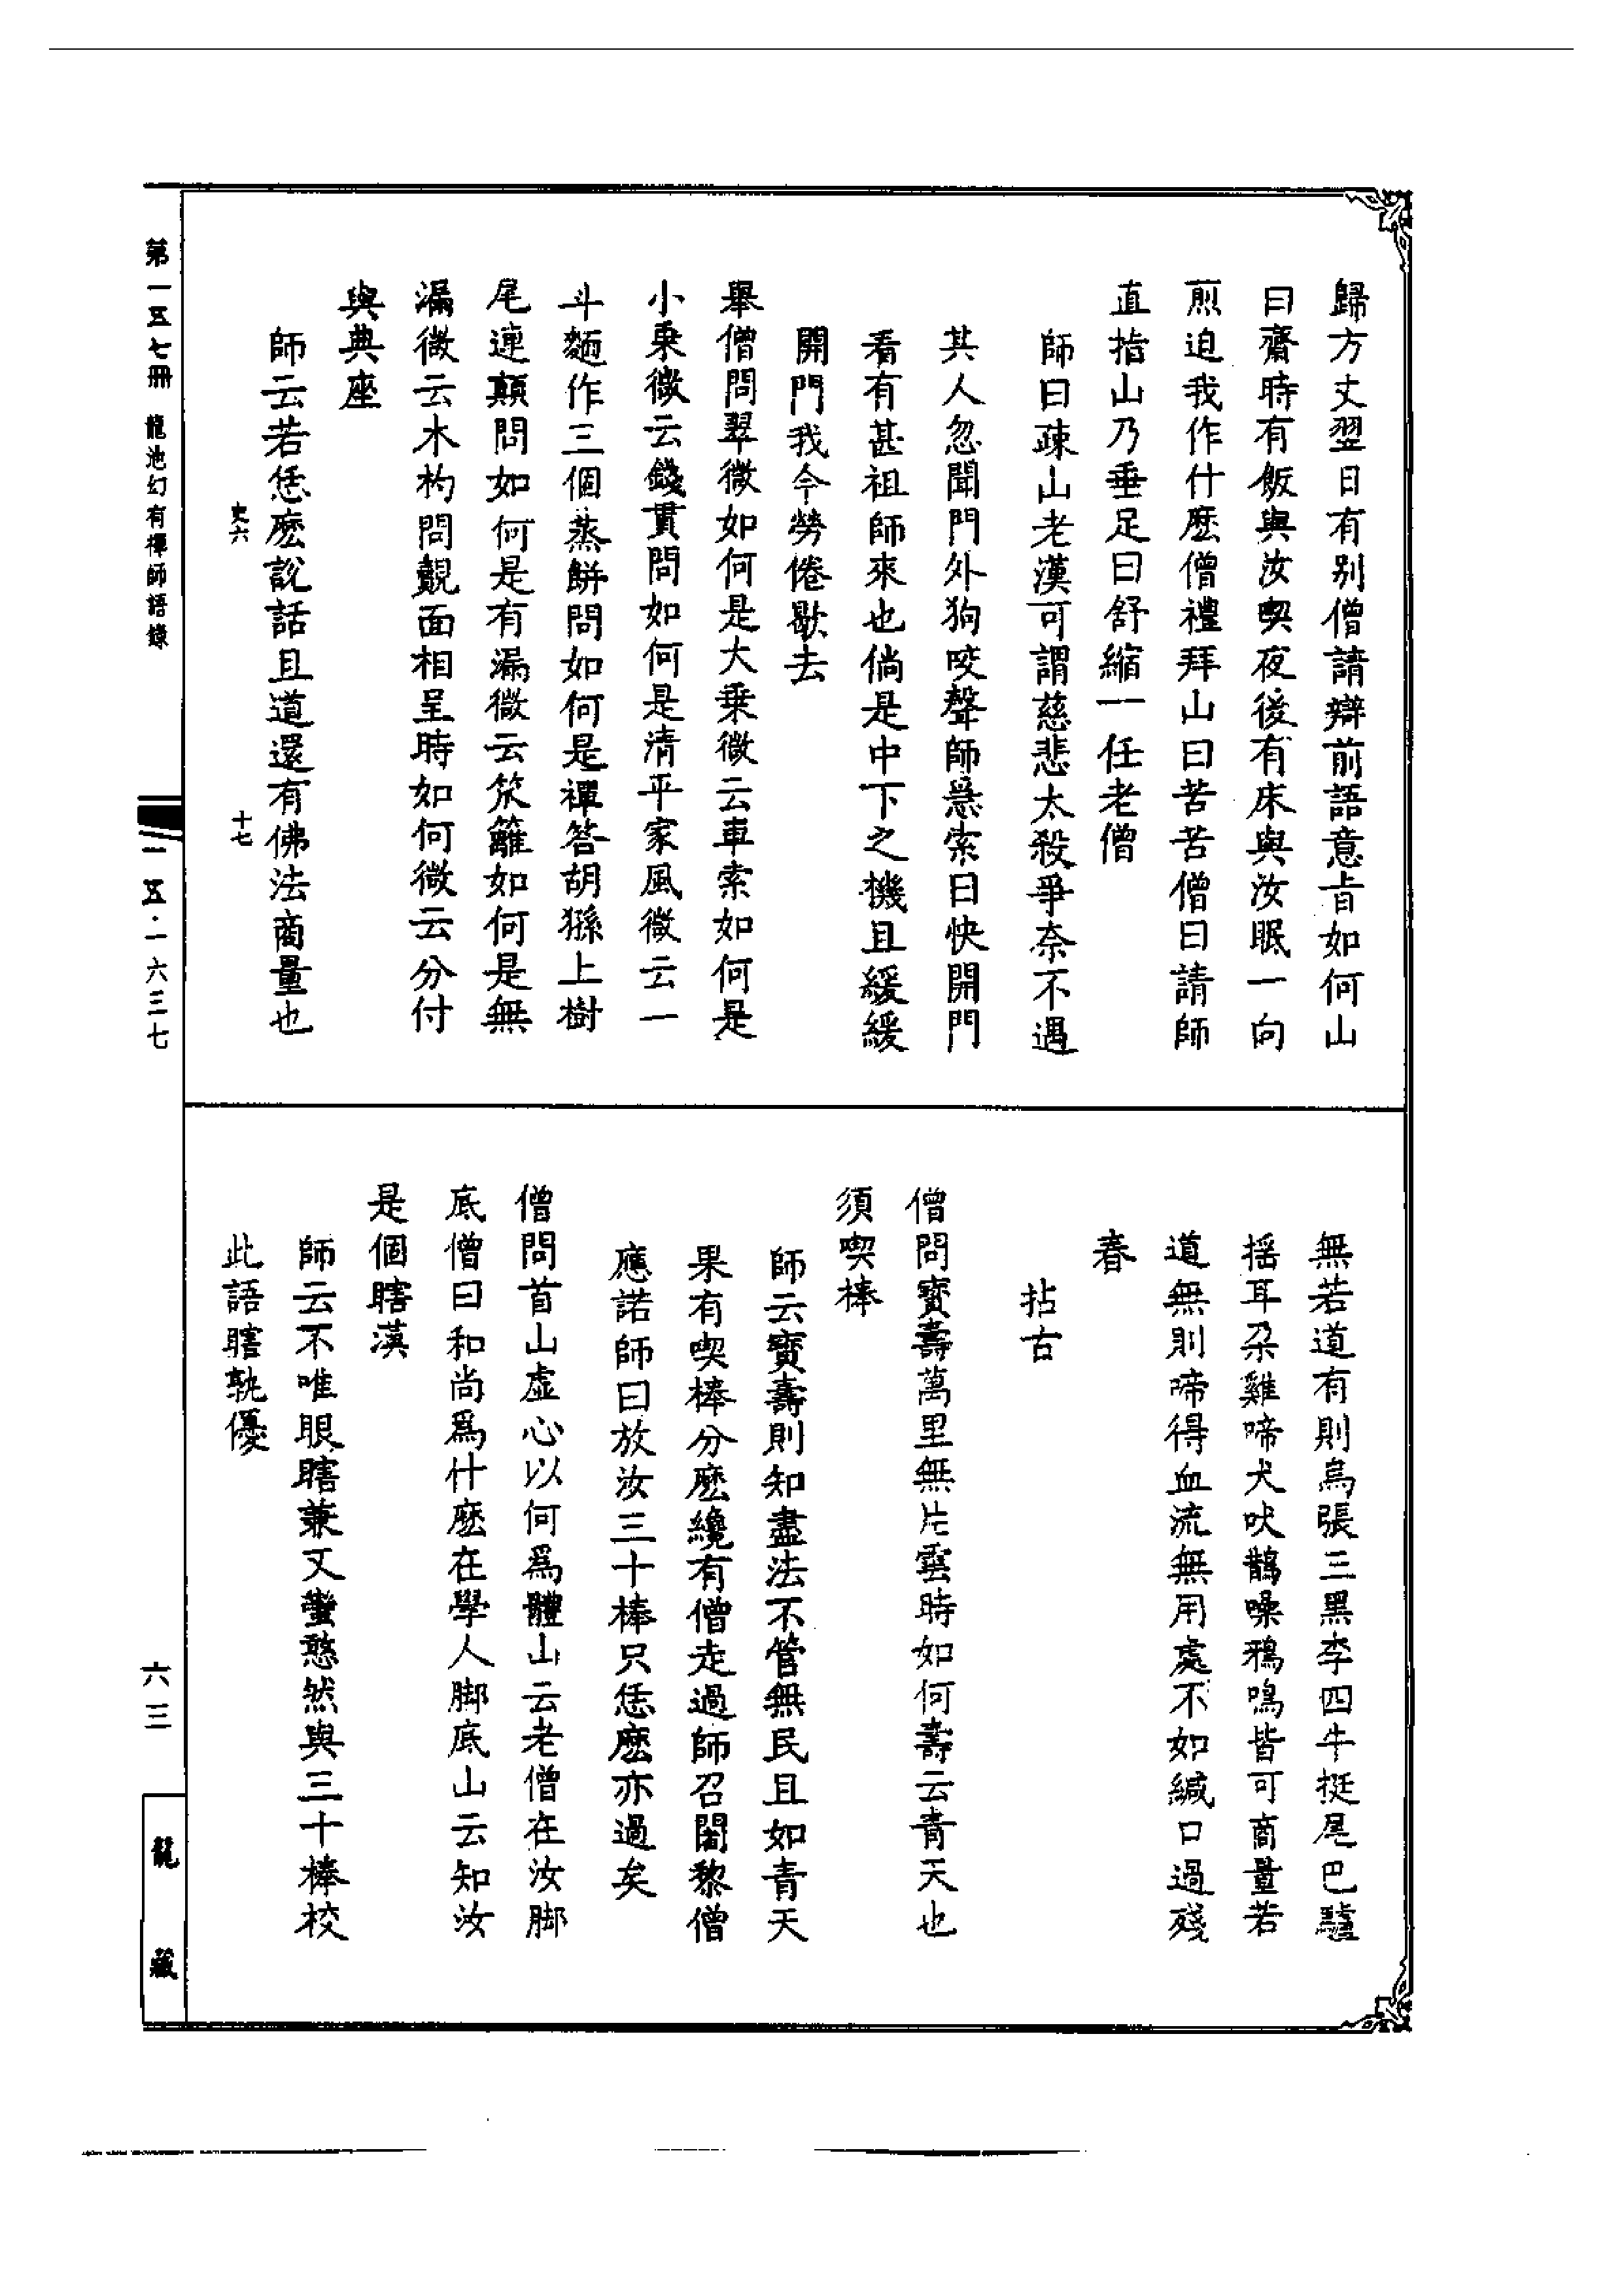 歸方丈翌日有别僧請辯前語意旨如何山
曰齋時有飯與汝喫夜後有床與汝眠一向
煎迫我作什麽僧禮拜山曰苦苦僧曰請師
直指山乃垂足曰舒縮一任老僧
師曰疎山老漢可謂慈悲太殺爭奈不遇
其人忽聞門外狗咬聲師急索曰快開門
看有甚祖師來也倘是中下之機且緩緩
開門我今勞倦歇去
舉僧問翠微如何是大乗微云車索如何是
小乗微云錢貫問如何是清平家風微云一
斗麵作三個蒸餅問如何是禪答胡猻上樹
尾連顛問如何是有漏微云笊籬如何是無
漏微云木杓問覿面相呈時如何微云分付
與典座
師云若恁麽說話且道還有佛法商量也
史六
十七
第一五七冊
龍池幻有禪師語錄
一五·一六三七
無若道有則烏張三黑李四牛挺尾巴驢
摇耳朶雞啼犬吠鵲噪鴉鳴皆可商量若
道無則啼得血流無用處不如緘口過殘
春
拈古
僧問寳壽萬里無片雲時如何壽云青天也
須喫棒
師云寳壽則知盡法不管無民且如青天
果有喫棒分麽纔有僧走過師召闍黎僧
應諾師曰放汝三十棒只恁麽亦過矣
僧問首山虚心以何爲體山云老僧在汝脚
底僧曰和尚爲什麽在學人脚底山云知汝
是個瞎漢
師云不唯眼瞎兼又聾憨然與三十棒校
此語瞎孰優
六三
龍藏